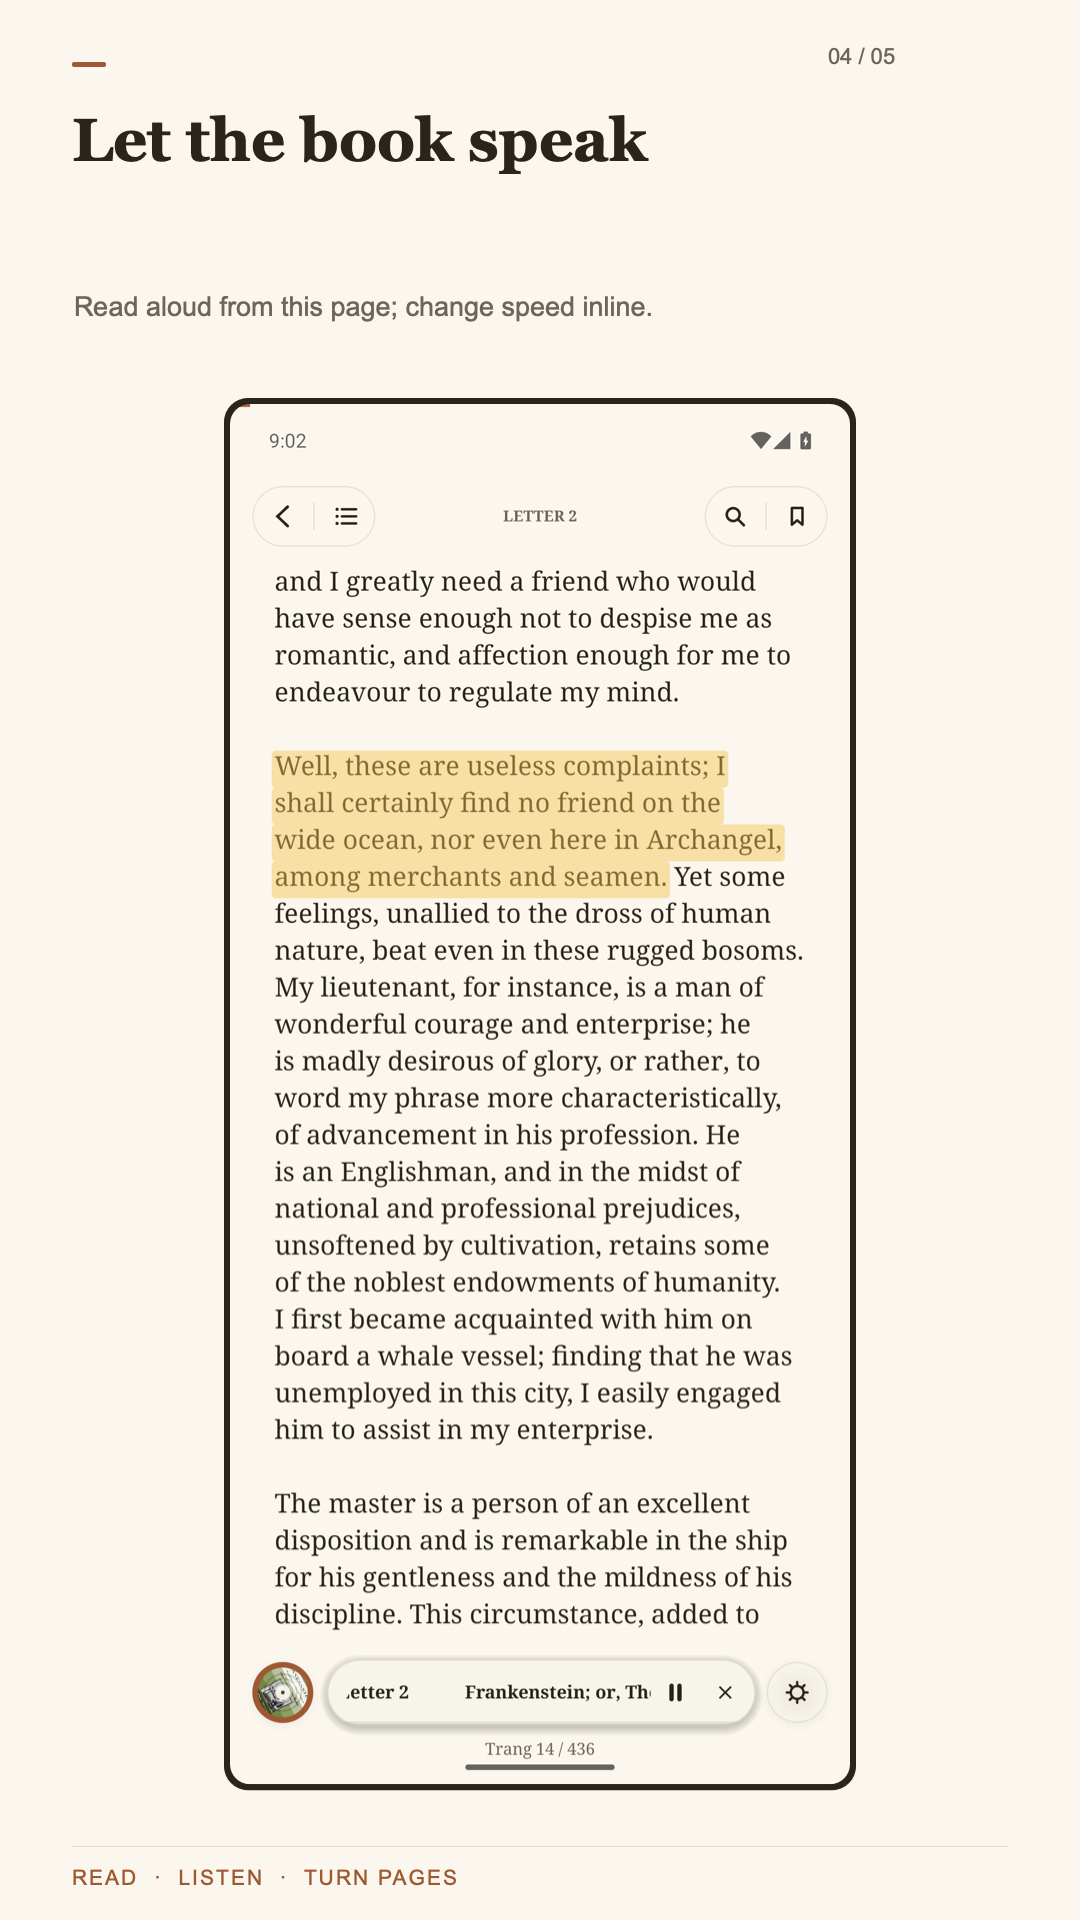 04 / 05
Let the book speak
Read aloud from this page; change speed inline.
9:02
LETTER 2
and I greatly need a friend who would
have sense enough not to despise me as
romantic, and affection enough for me to
endeavour to regulate my mind.
Well, these are useless complaints; I
shall certainly find no friend on the
wide ocean, nor even here in Archangel,
among merchants and seamen. Yet some
feelings, unallied to the dross of human
nature, beat even in these rugged bosoms.
My lieutenant, for instance, is a man of
wonderful courage and enterprise; he
is madly desirous of glory, or rather, to
word my phrase more characteristically,
of advancement in his profession. He
is an Englishman, and in the midst of
national and professional prejudices,
unsoftened by cultivation, retains some
of the noblest endowments of humanity.
I first became acquainted with him on
board a whale vessel; finding that he was
unemployed in this city, I easily engaged
him to assist in my enterprise.
The master is a person of an excellent
disposition and is remarkable in the ship
for his gentleness and the mildness of his
discipline. This circumstance, added to
etter 2 Frankenstein; or, Th
Trang 14 / 436
READ · LISTEN · TURN PAGES